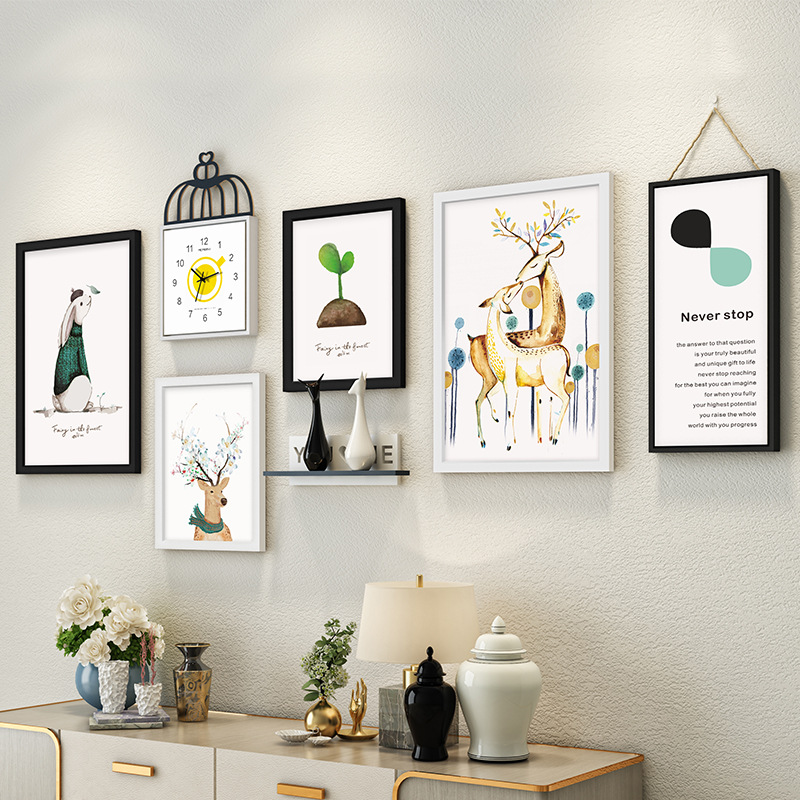 Fairy in the forest
11 12 1
10 2
9 3
8 4
7 6 5
Fairy in the forest
YOU ME
Never stop
the answer to that question
is your truly beautiful
and unique gift to life
never stop reaching
for the best you can imagine
for when you fully
your highest potential
you raise the whole
world with you progress